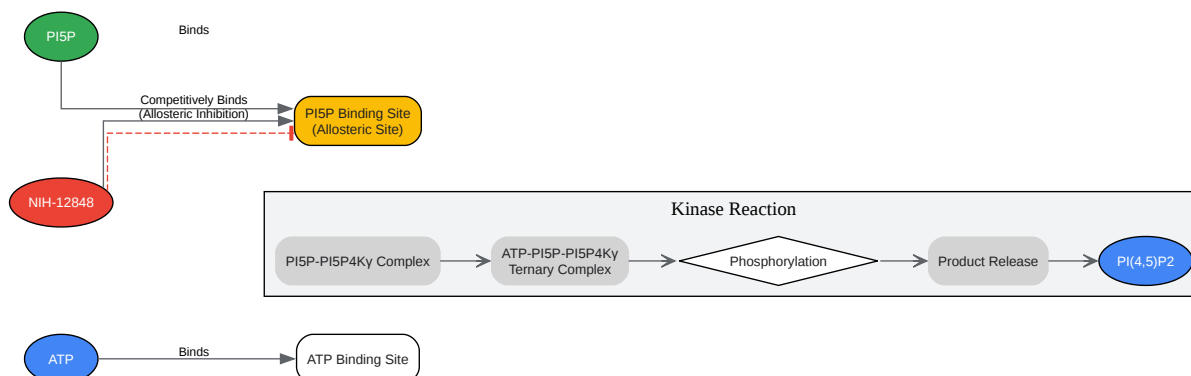 PI5P
Binds
Competitively Binds
(Allosteric Inhibition)
PI5P Binding Site
(Allosteric Site)
NIH-12848
Kinase Reaction
PI5P-PI5P4Kγ Complex
ATP-PI5P-PI5P4Kγ
Ternary Complex
Phosphorylation
Product Release
PI(4,5)P2
ATP
Binds
ATP Binding Site